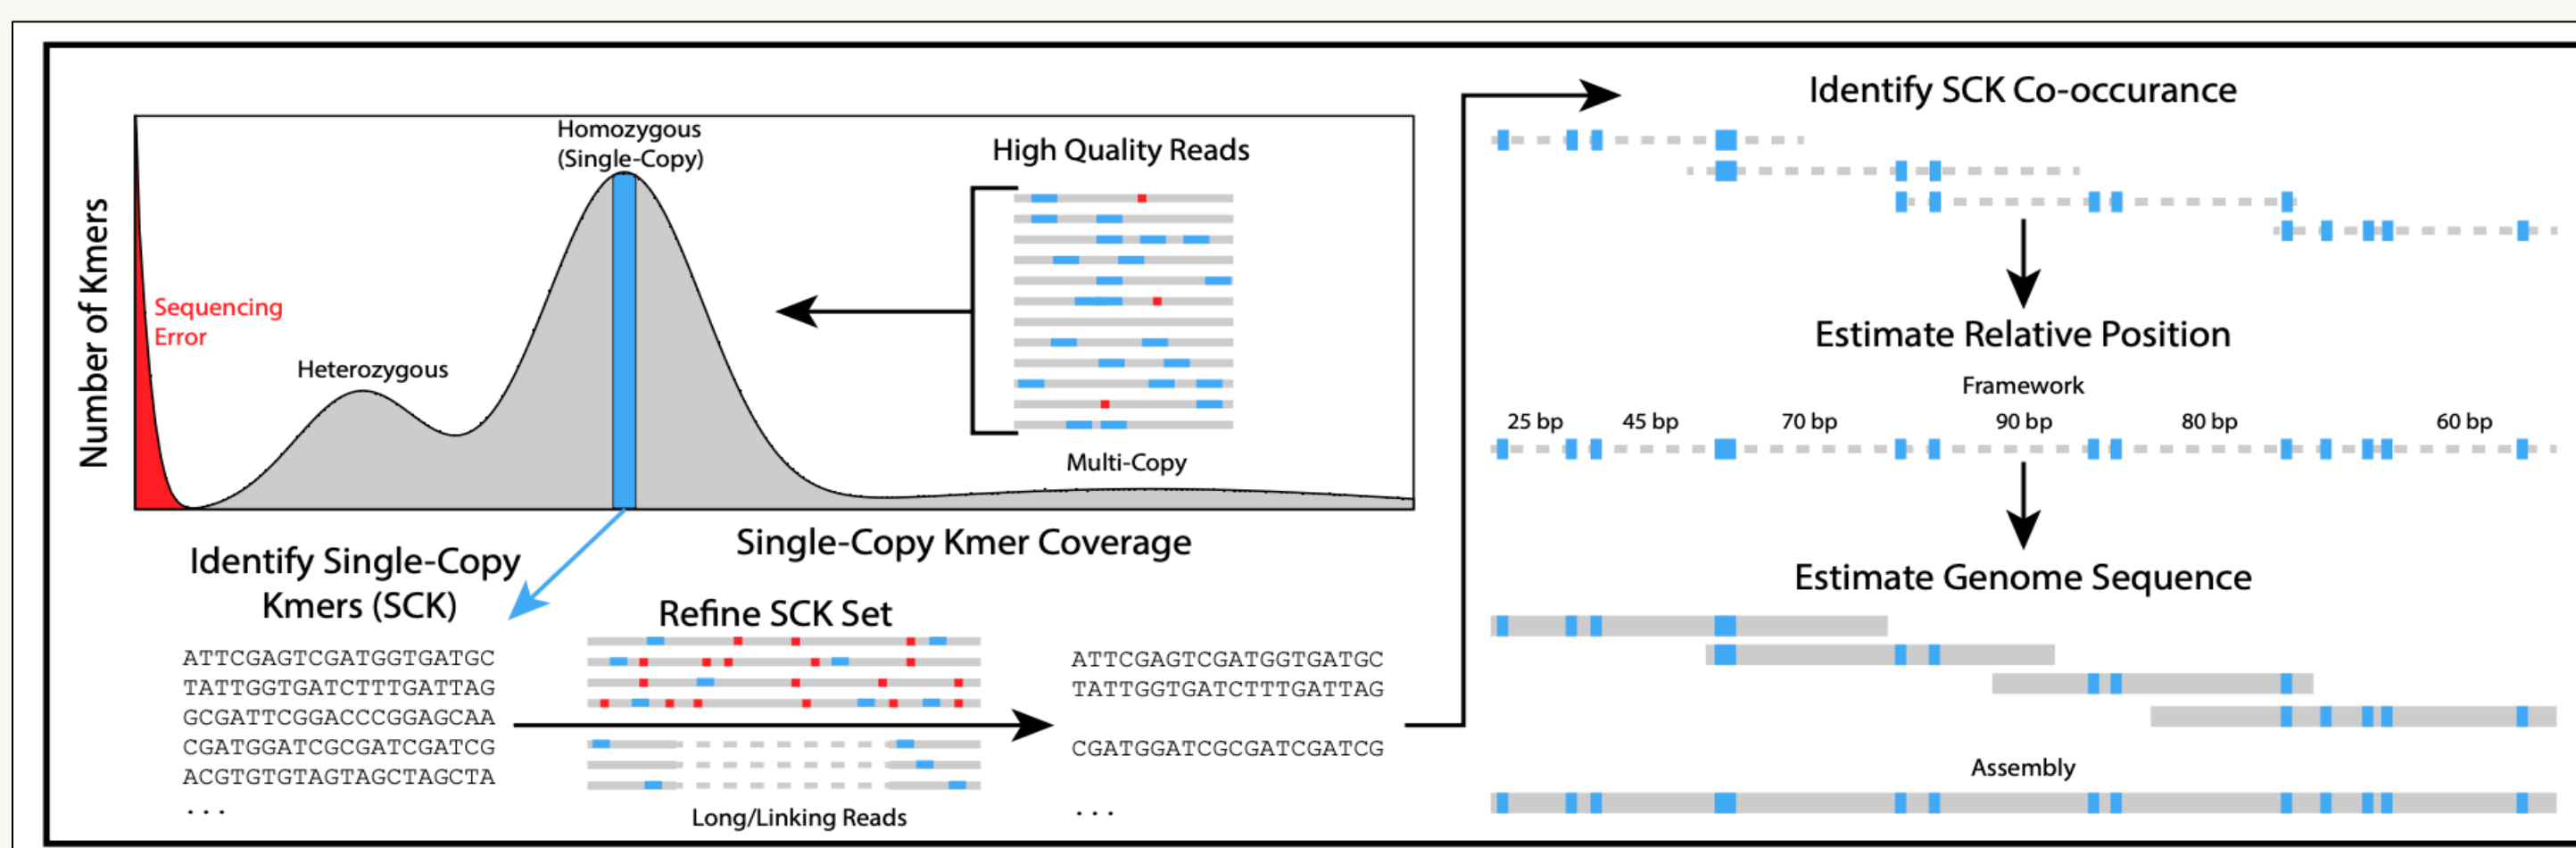 Number of Kmers
Sequencing
Error
Heterozygous
Homozygous
(Single-Copy)
High Quality Reads
Multi-Copy
Single-Copy Kmer Coverage
Identify Single-Copy
Kmers (SCK)
ATTCGAGTCGATGGTGATGC
TATTGGTGATCTTTGATTAG
GCGATTCGGACCCGGAGCAA
CGATGGATCGCGATCGATCG
ACGTGTGTAGTAGCTAGCTA
...
Refine SCK Set
Long/Linking Reads
ATTCGAGTCGATGGTGATGC
TATTGGTGATCTTTGATTAG
CGATGGATCGCGATCGATCG
...
Identify SCK Co-occurance
Estimate Relative Position
Framework
25 bp 45 bp 70 bp 90 bp 80 bp 60 bp
Estimate Genome Sequence
Assembly